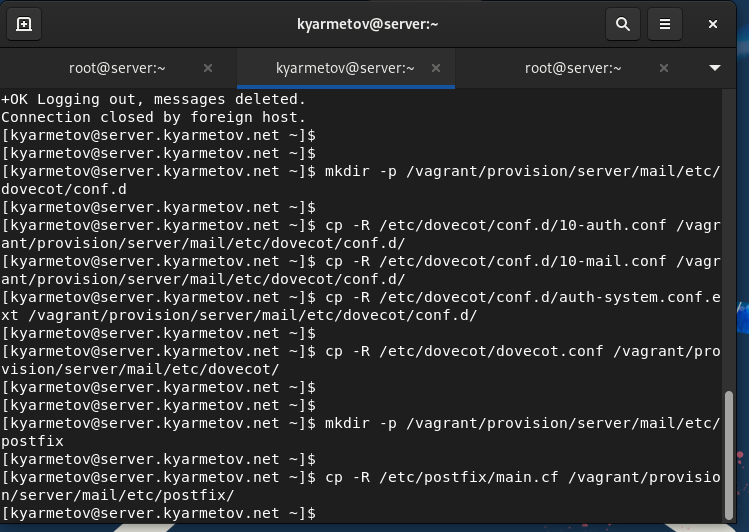 kyarmetov@server:~
root@server:~
kyarmetov@server:~
root@server:~
+OK Logging out, messages deleted.
Connection closed by foreign host.
[kyarmetov@server.kyarmetov.net ~]$
[kyarmetov@server.kyarmetov.net ~]$
[kyarmetov@server.kyarmetov.net ~]$ mkdir -p /vagrant/provision/server/mail/etc/
dovecot/conf.d
[kyarmetov@server.kyarmetov.net ~]$
[kyarmetov@server.kyarmetov.net ~]$ cp -R /etc/dovecot/conf.d/10-auth.conf /vagr
ant/provision/server/mail/etc/dovecot/conf.d/
[kyarmetov@server.kyarmetov.net ~]$ cp -R /etc/dovecot/conf.d/10-mail.conf /vagr
ant/provision/server/mail/etc/dovecot/conf.d/
[kyarmetov@server.kyarmetov.net ~]$ cp -R /etc/dovecot/conf.d/auth-system.conf.e
xt /vagrant/provision/server/mail/etc/dovecot/conf.d/
[kyarmetov@server.kyarmetov.net ~]$
[kyarmetov@server.kyarmetov.net ~]$ cp -R /etc/dovecot/dovecot.conf /vagrant/pro
vision/server/mail/etc/dovecot/
[kyarmetov@server.kyarmetov.net ~]$
[kyarmetov@server.kyarmetov.net ~]$
[kyarmetov@server.kyarmetov.net ~]$ mkdir -p /vagrant/provision/server/mail/etc/
postfix
[kyarmetov@server.kyarmetov.net ~]$
[kyarmetov@server.kyarmetov.net ~]$ cp -R /etc/postfix/main.cf /vagrant/provisio
n/server/mail/etc/postfix/
[kyarmetov@server.kyarmetov.net ~]$